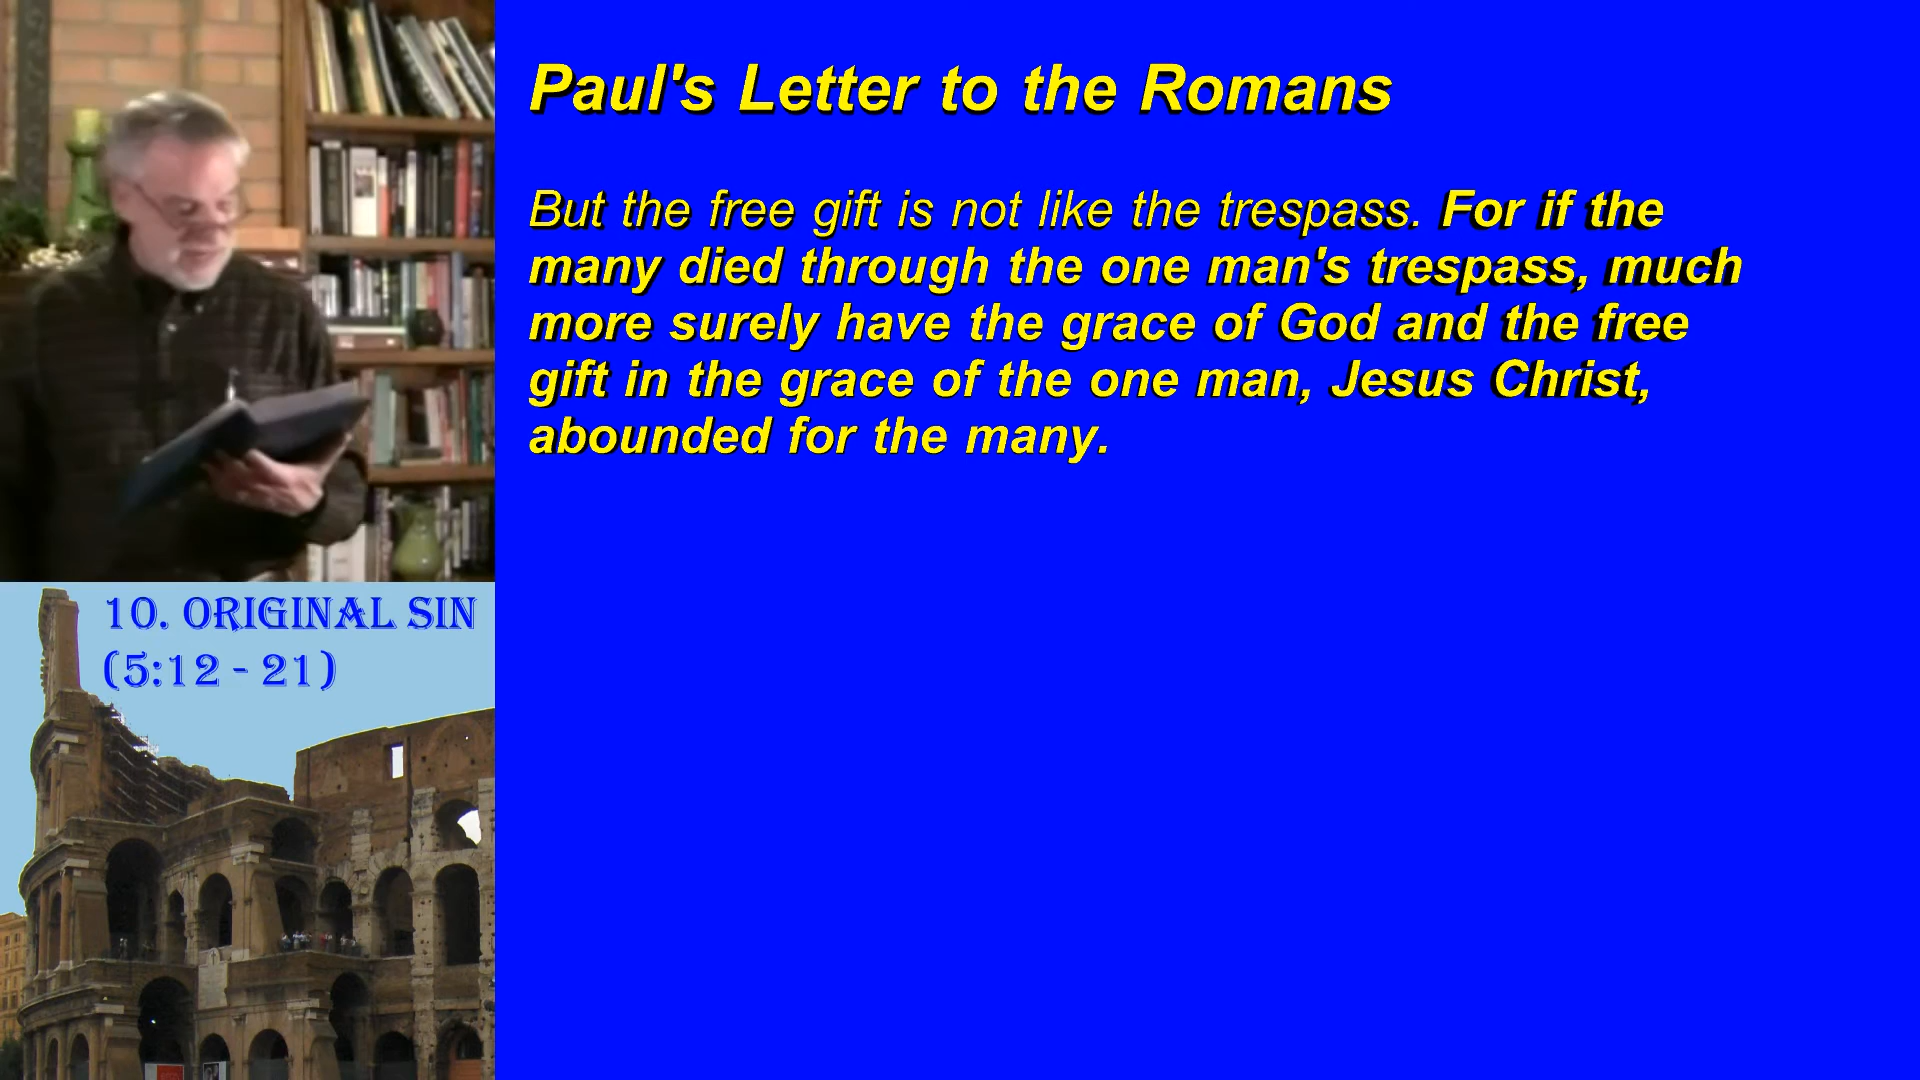 Paul's Letter to the Romans
But the free gift is not like the trespass. For if the
many died through the one man's trespass, much
more surely have the grace of God and the free
gift in the grace of the one man, Jesus Christ,
abounded for the many.
10. ORIGINAL SIN
(5:12 - 21)